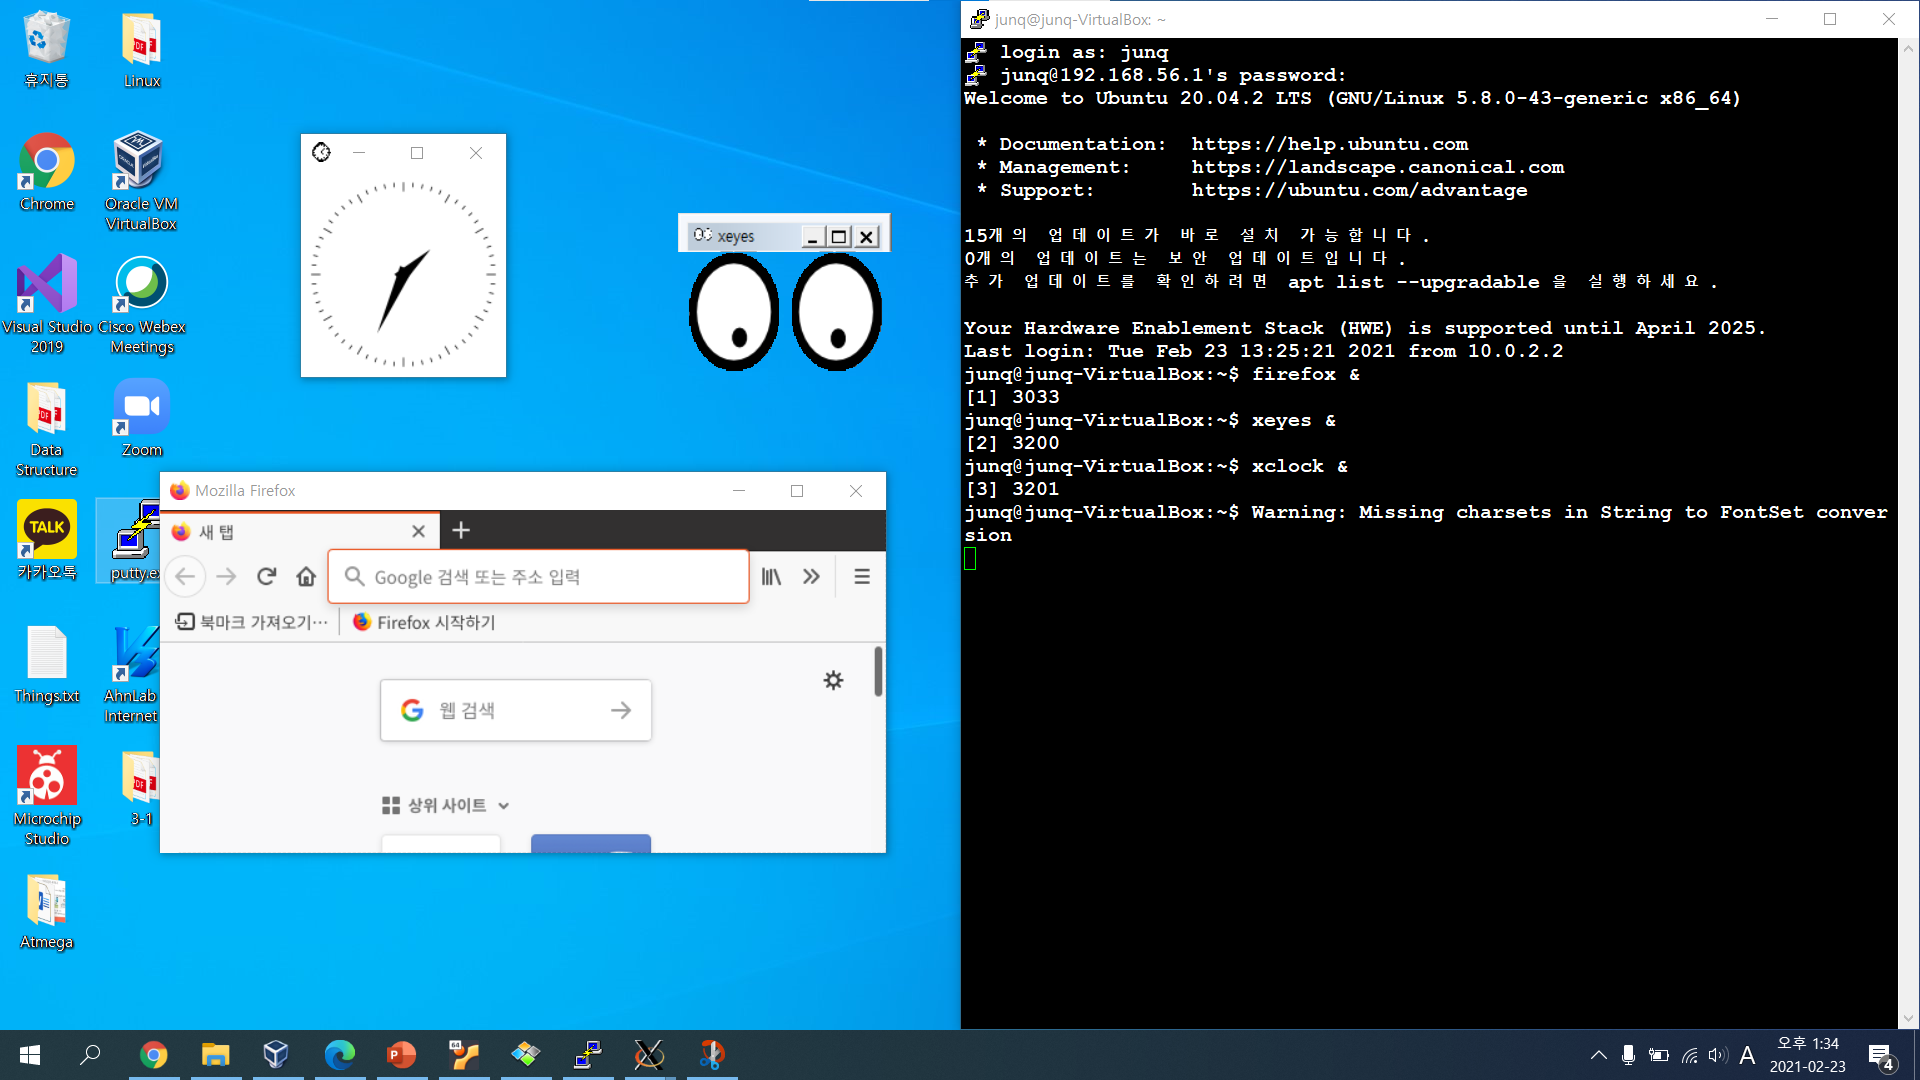 휴지통
Linux
Chrome
Oracle VM
VirtualBox
Visual Studio
2019
Cisco Webex
Meetings
Data
Structure
Zoom
TALK
카카오톡
putty.ex
Things.txt
AhnLab
Internet
Microchip
Studio
3-1
Atmega
xeyes
Mozilla Firefox
새 탭
Google 검색 또는 주소 입력
북마크 가져오기…
Firefox 시작하기
웹 검색
상위 사이트
junq@junq-VirtualBox: ~
login as: junq
junq@192.168.56.1's password:
Welcome to Ubuntu 20.04.2 LTS (GNU/Linux 5.8.0-43-generic x86_64)
* Documentation:  https://help.ubuntu.com
* Management:     https://landscape.canonical.com
* Support:        https://ubuntu.com/advantage
15개의 업데이트가 바로 설치 가능합니다.
0개의 업데이트는 보안 업데이트입니다.
추가 업데이트를 확인하려면 apt list --upgradable 을 실행하세요.
Your Hardware Enablement Stack (HWE) is supported until April 2025.
Last login: Tue Feb 23 13:25:21 2021 from 10.0.2.2
junq@junq-VirtualBox:~$ firefox &
[1] 3033
junq@junq-VirtualBox:~$ xeyes &
[2] 3200
junq@junq-VirtualBox:~$ xclock &
[3] 3201
junq@junq-VirtualBox:~$ Warning: Missing charsets in String to FontSet conver
sion
A
오후 1:34
2021-02-23
4